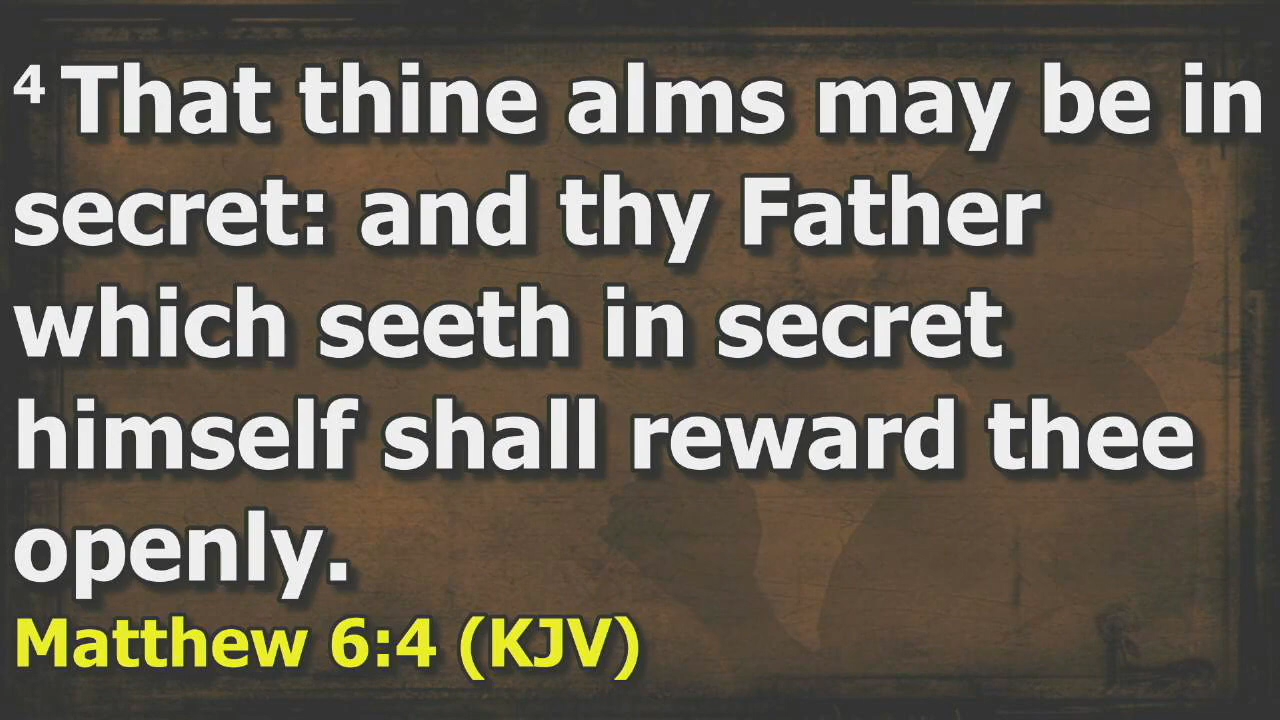 4 That thine alms may be in
secret: and thy Father
which seeth in secret
himself shall reward thee
openly.
Matthew 6:4 (KJV)